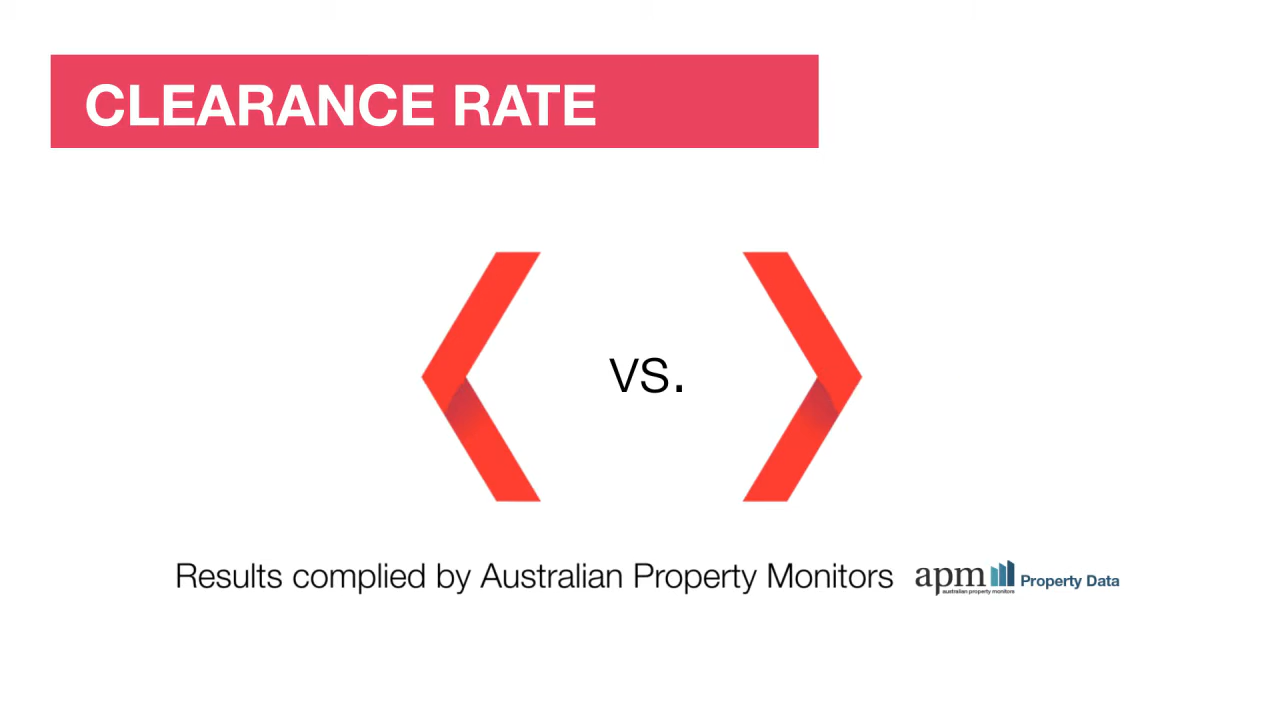 CLEARANCE RATE
vs.
Results complied by Australian Property Monitors
apm Property Data
australian property monitors